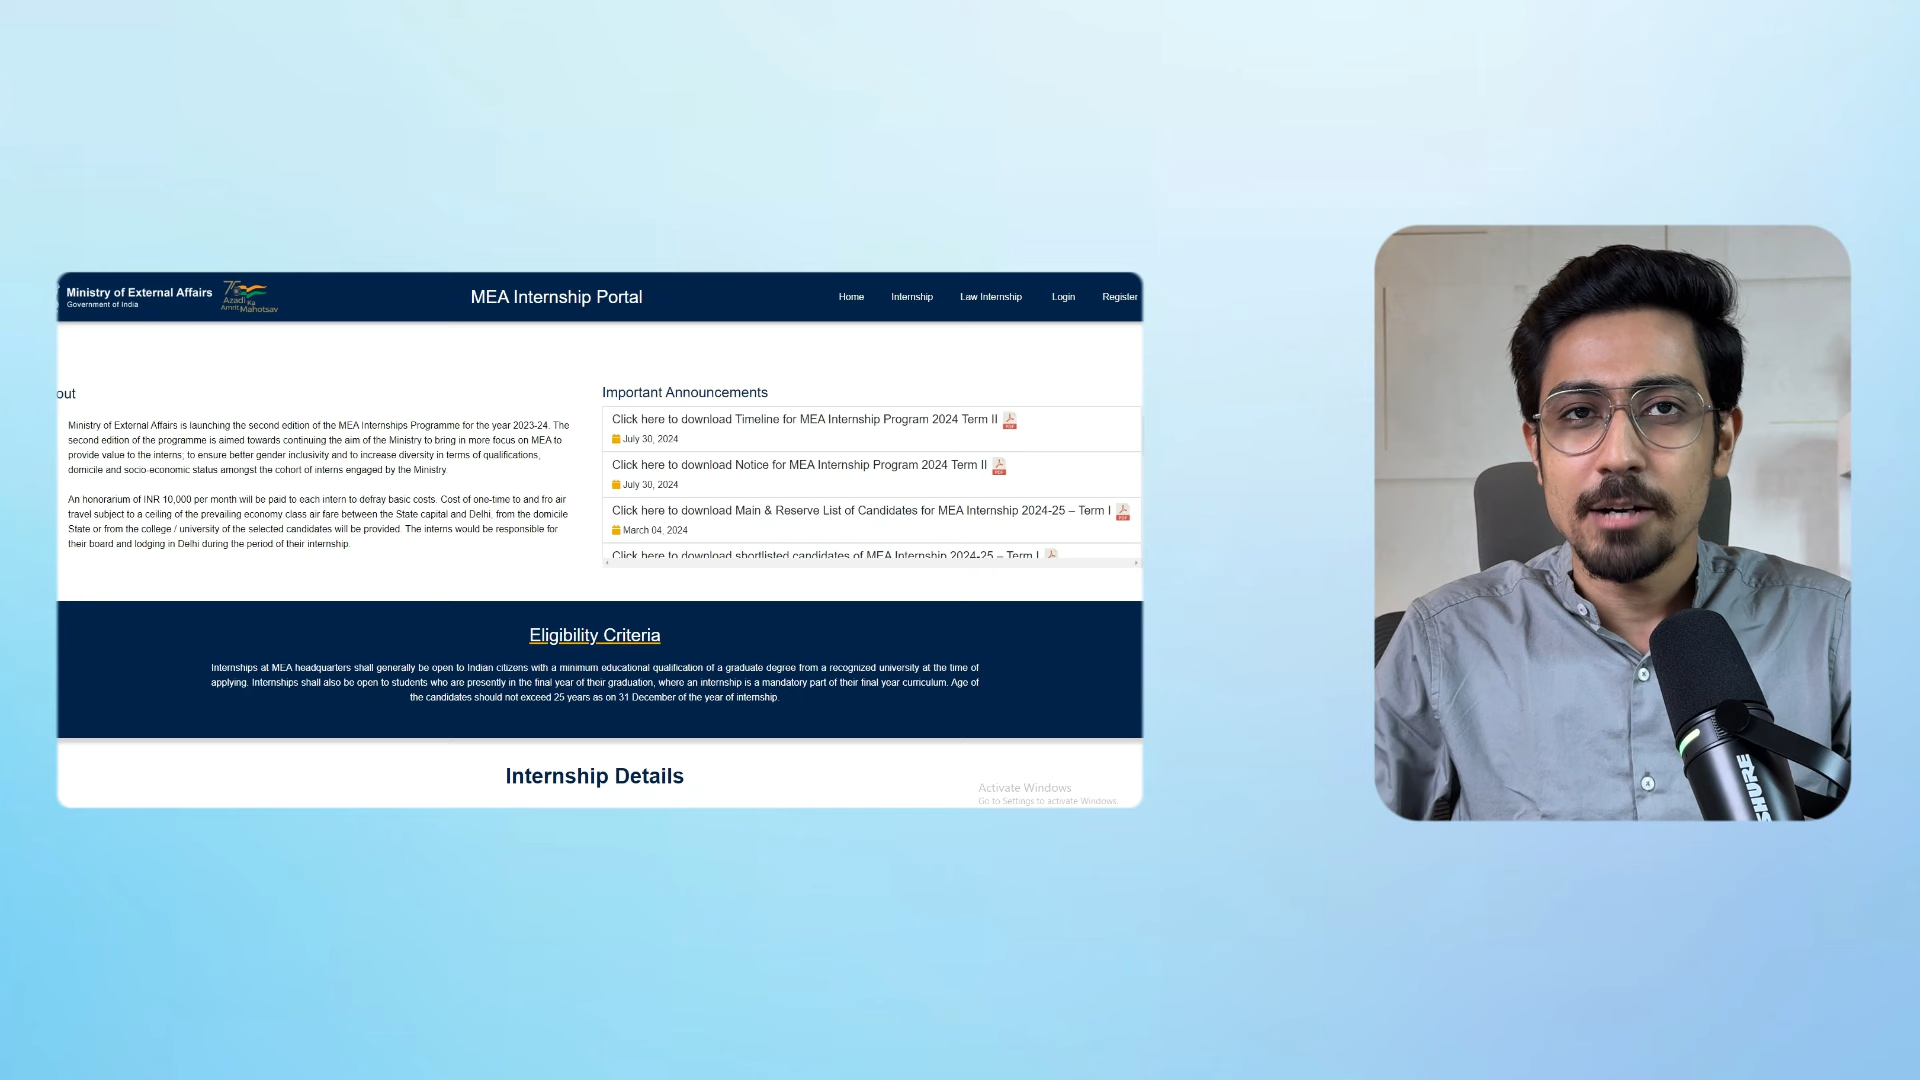 Ministry of External Affairs
Government of India
75
Azadi Ka
Amrit Mahotsav
MEA Internship Portal
Home
Internship
Law Internship
Login
Register
out
Ministry of External Affairs is launching the second edition of the MEA Internships Programme for the year 2023-24. The
second edition of the programme is aimed towards continuing the aim of the Ministry to bring in more focus on MEA to
provide value to the interns; to ensure better gender inclusivity and to increase diversity in terms of qualifications,
domicile and socio-economic status amongst the cohort of interns engaged by the Ministry.
An honorarium of INR 10,000 per month will be paid to each intern to defray basic costs. Cost of one-time to and fro air
travel subject to a ceiling of the prevailing economy class air fare between the State capital and Delhi, from the domicile
State or from the college / university of the selected candidates will be provided. The interns would be responsible for
their board and lodging in Delhi during the period of their internship.
Important Announcements
Click here to download Timeline for MEA Internship Program 2024 Term II
July 30, 2024
Click here to download Notice for MEA Internship Program 2024 Term II
July 30, 2024
Click here to download Main & Reserve List of Candidates for MEA Internship 2024-25 – Term I
March 04, 2024
Click here to download shortlisted candidates of MEA Internship 2024-25 – Term I
Eligibility Criteria
Internships at MEA headquarters shall generally be open to Indian citizens with a minimum educational qualification of a graduate degree from a recognized university at the time of
applying. Internships shall also be open to students who are presently in the final year of their graduation, where an internship is a mandatory part of their final year curriculum. Age of
the candidates should not exceed 25 years as on 31 December of the year of internship.
Internship Details
Activate Windows
Go to Settings to activate Windows.
SHURE